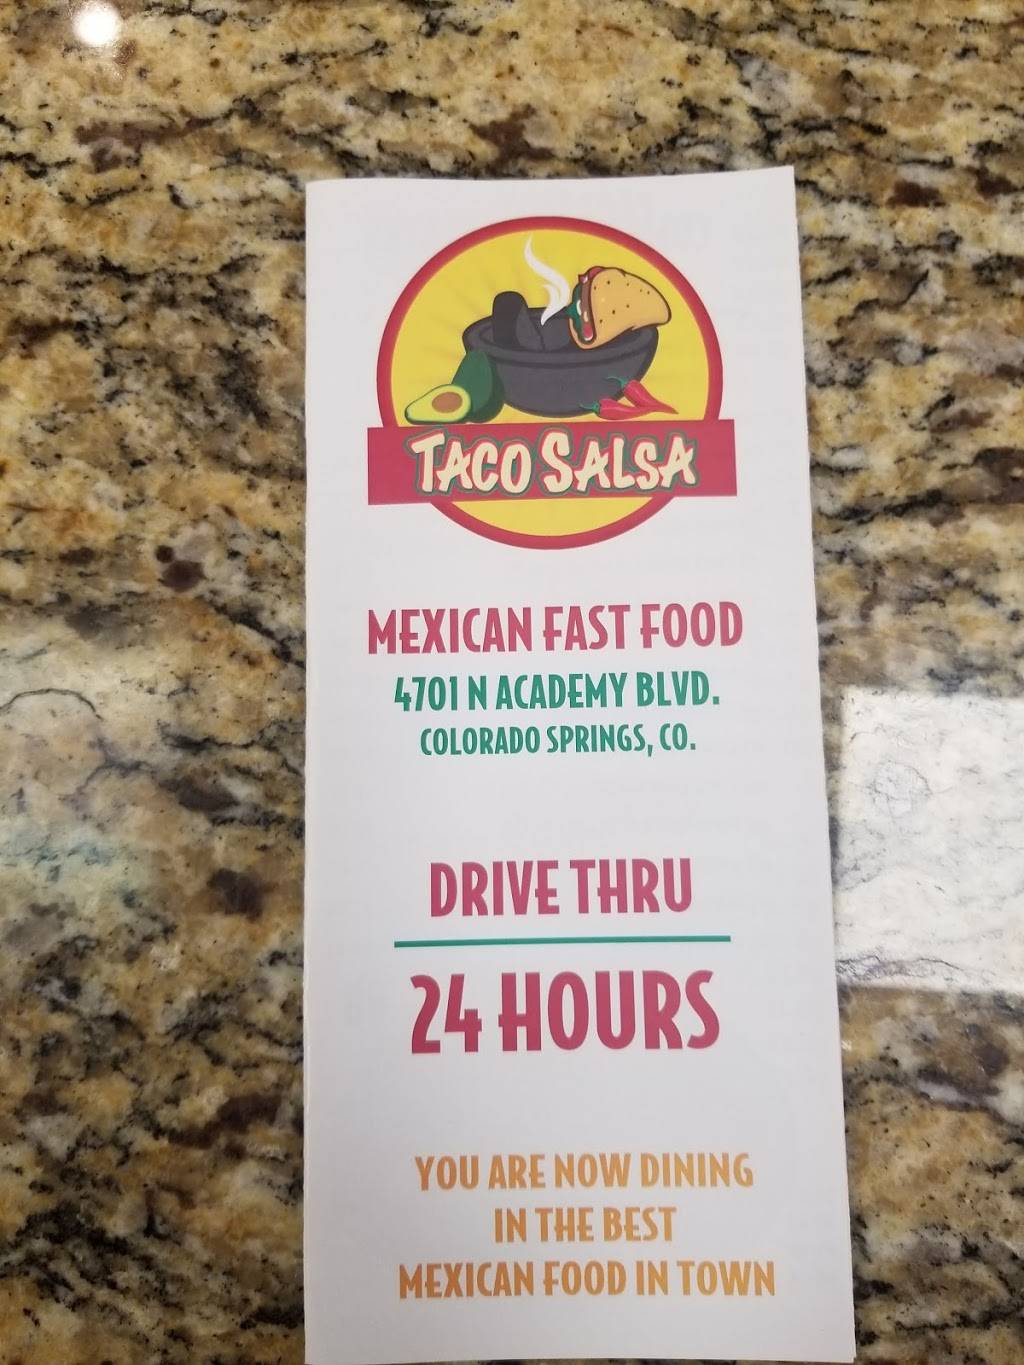 TACO SALSA
MEXICAN FAST FOOD
4701 N ACADEMY BLVD.
COLORADO SPRINGS, CO.
DRIVE THRU
24 HOURS
YOU ARE NOW DINING
IN THE BEST
MEXICAN FOOD IN TOWN